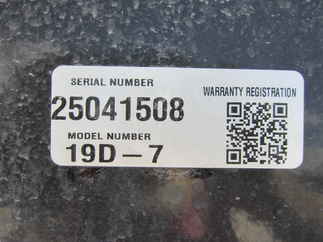 SERIAL NUMBER
25041508
MODEL NUMBER
19D-7
WARRANTY REGISTRATION